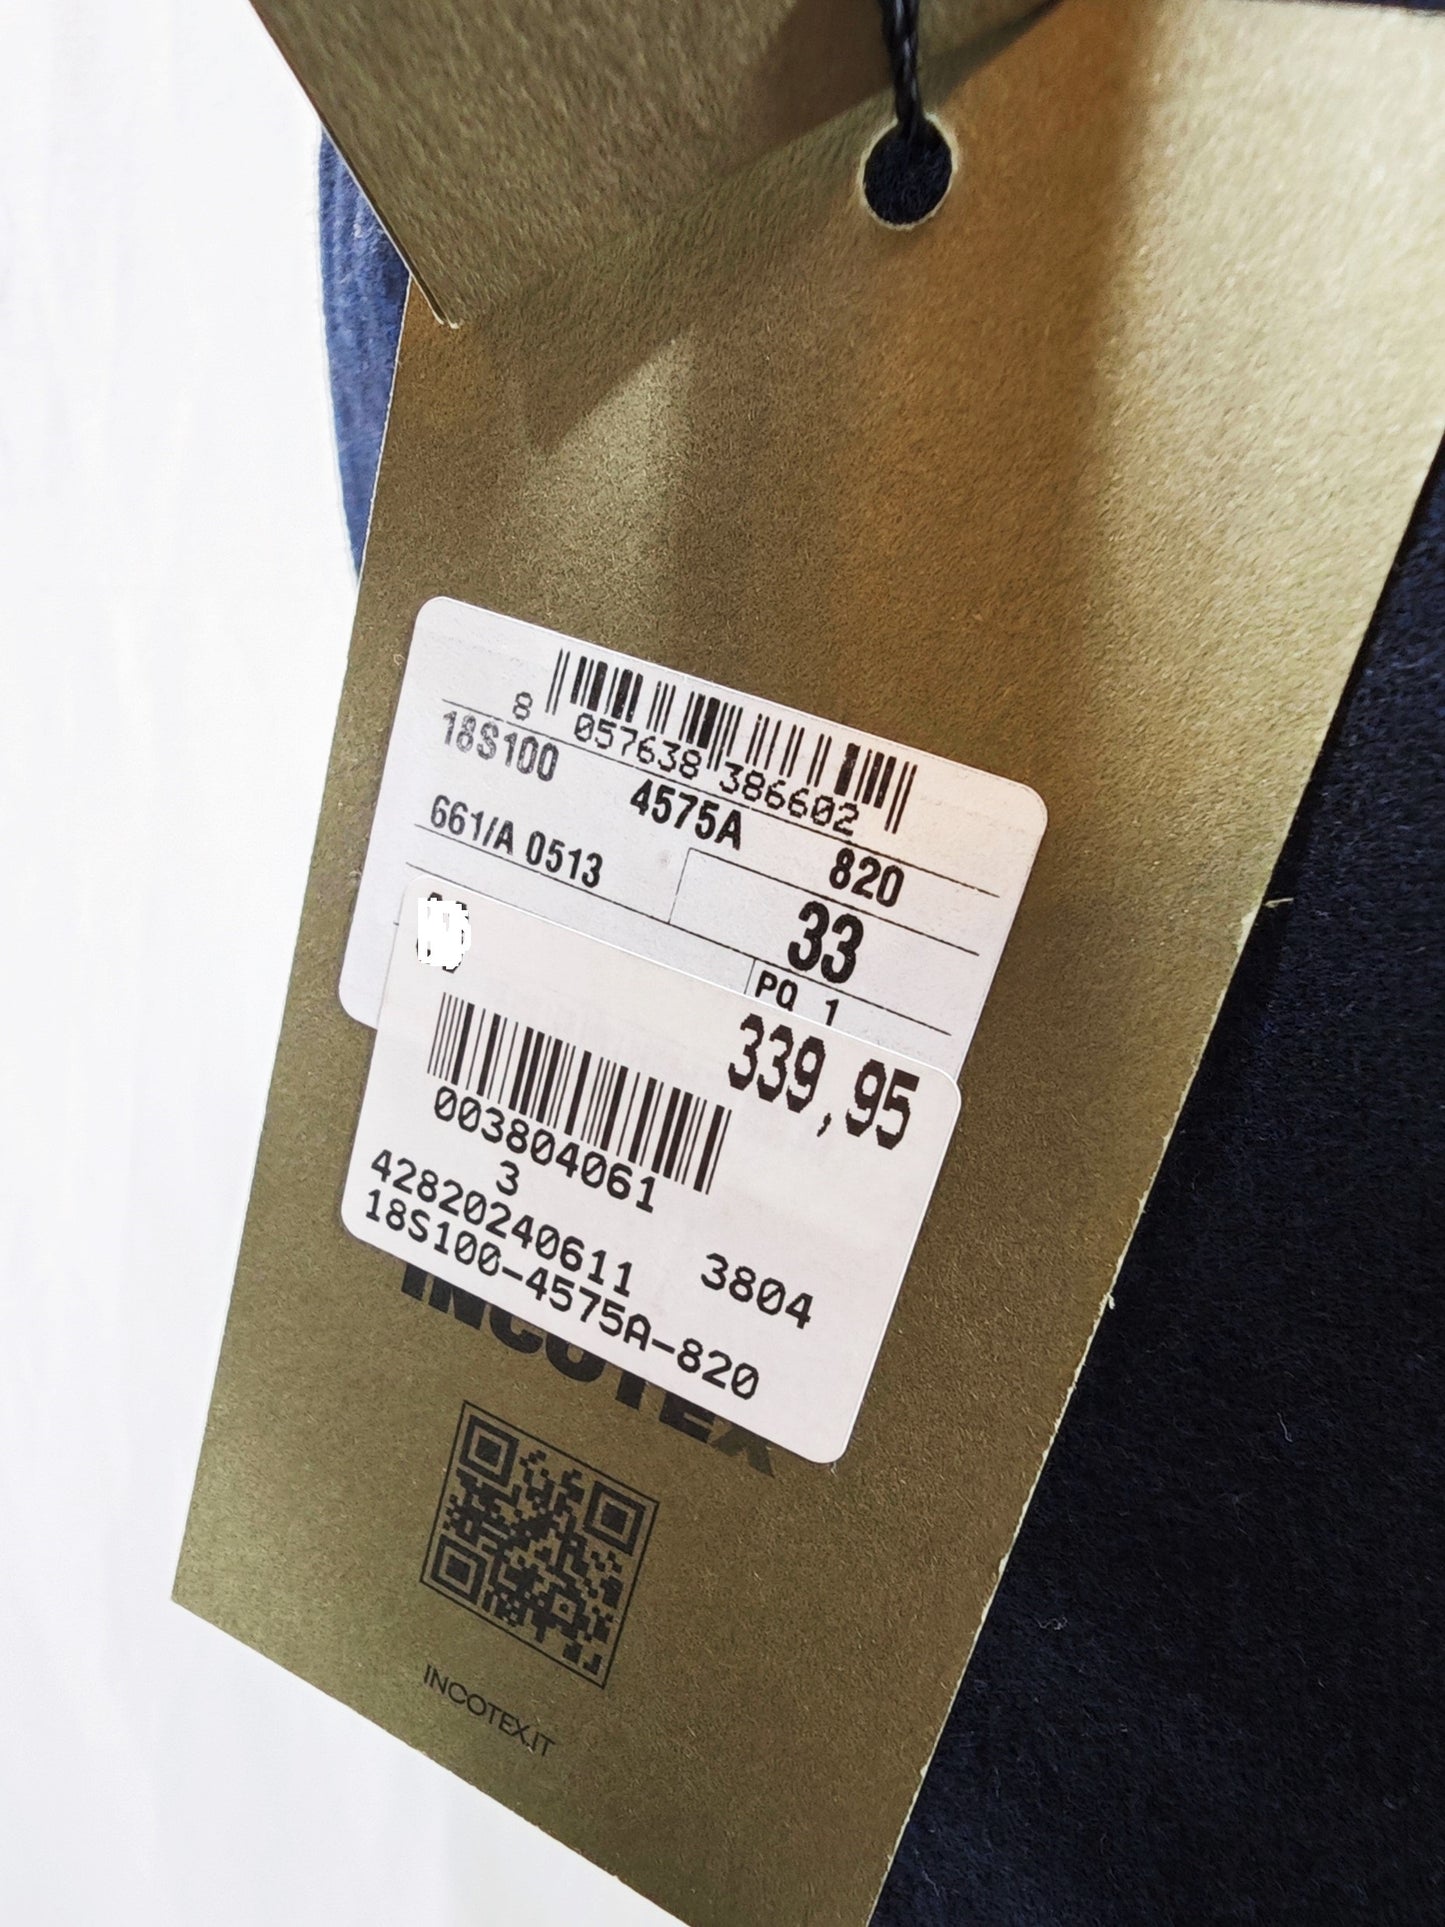 8 057638 386602
18S100 4575A 820
661/A 0513 33
PQ 1
339,95
003804061
3
42820240611 3804
18S100-4575A-820
INCOTEX
INCOTEX.IT